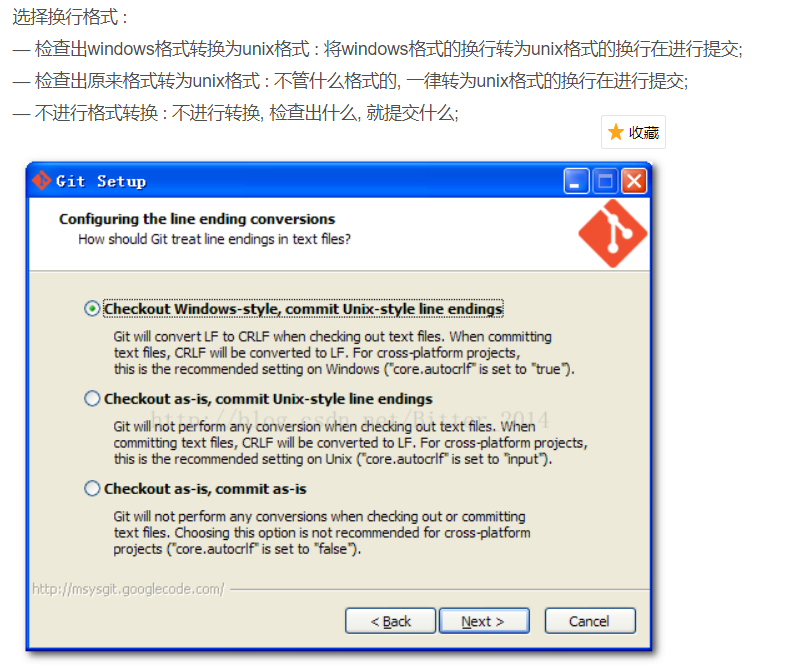 选择换行格式 :
— 检查出windows格式转换为unix格式 : 将windows格式的换行转为unix格式的换行在进行提交;
— 检查出原来格式转为unix格式 : 不管什么格式的, 一律转为unix格式的换行在进行提交;
— 不进行格式转换 : 不进行转换, 检查出什么, 就提交什么;
收藏
Git Setup
Configuring the line ending conversions
How should Git treat line endings in text files?
Checkout Windows-style, commit Unix-style line endings
Git will convert LF to CRLF when checking out text files. When committing
text files, CRLF will be converted to LF. For cross-platform projects,
this is the recommended setting on Windows ("core.autocrlf" is set to "true").
Checkout as-is, commit Unix-style line endings
http://blog.csdn.net/Bitter_2014
Git will not perform any conversion when checking out text files. When
committing text files, CRLF will be converted to LF. For cross-platform projects,
this is the recommended setting on Unix ("core.autocrlf" is set to "input").
Checkout as-is, commit as-is
Git will not perform any conversions when checking out or committing
text files. Choosing this option is not recommended for cross-platform
projects ("core.autocrlf" is set to "false").
http://msysgit.googlecode.com/
< Back
Next >
Cancel